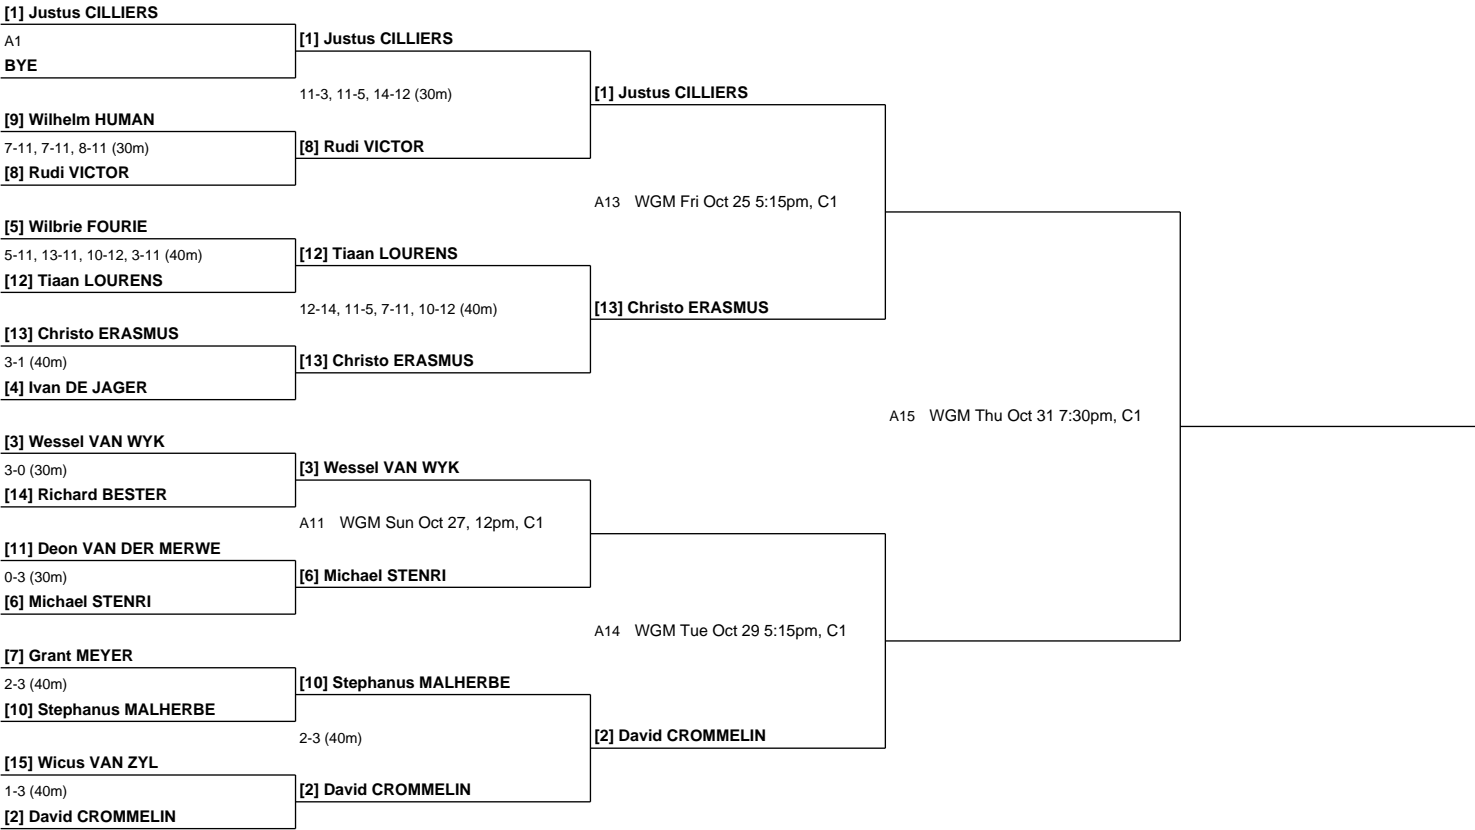 [1] Justus CILLIERS
A1
BYE
[9] Wilhelm HUMAN
7-11, 7-11, 8-11 (30m)
[8] Rudi VICTOR
[5] Wilbrie FOURIE
5-11, 13-11, 10-12, 3-11 (40m)
[12] Tiaan LOURENS
[13] Christo ERASMUS
3-1 (40m)
[4] Ivan DE JAGER
[3] Wessel VAN WYK
3-0 (30m)
[14] Richard BESTER
[11] Deon VAN DER MERWE
0-3 (30m)
[6] Michael STENRI
[7] Grant MEYER
2-3 (40m)
[10] Stephanus MALHERBE
[15] Wicus VAN ZYL
1-3 (40m)
[2] David CROMMELIN
[1] Justus CILLIERS
11-3, 11-5, 14-12 (30m)
[8] Rudi VICTOR
[12] Tiaan LOURENS
12-14, 11-5, 7-11, 10-12 (40m)
[13] Christo ERASMUS
[3] Wessel VAN WYK
A11 WGM Sun Oct 27, 12pm, C1
[6] Michael STENRI
[10] Stephanus MALHERBE
2-3 (40m)
[2] David CROMMELIN
[1] Justus CILLIERS
A13 WGM Fri Oct 25 5:15pm, C1
[13] Christo ERASMUS
A14 WGM Tue Oct 29 5:15pm, C1
[2] David CROMMELIN
A15 WGM Thu Oct 31 7:30pm, C1